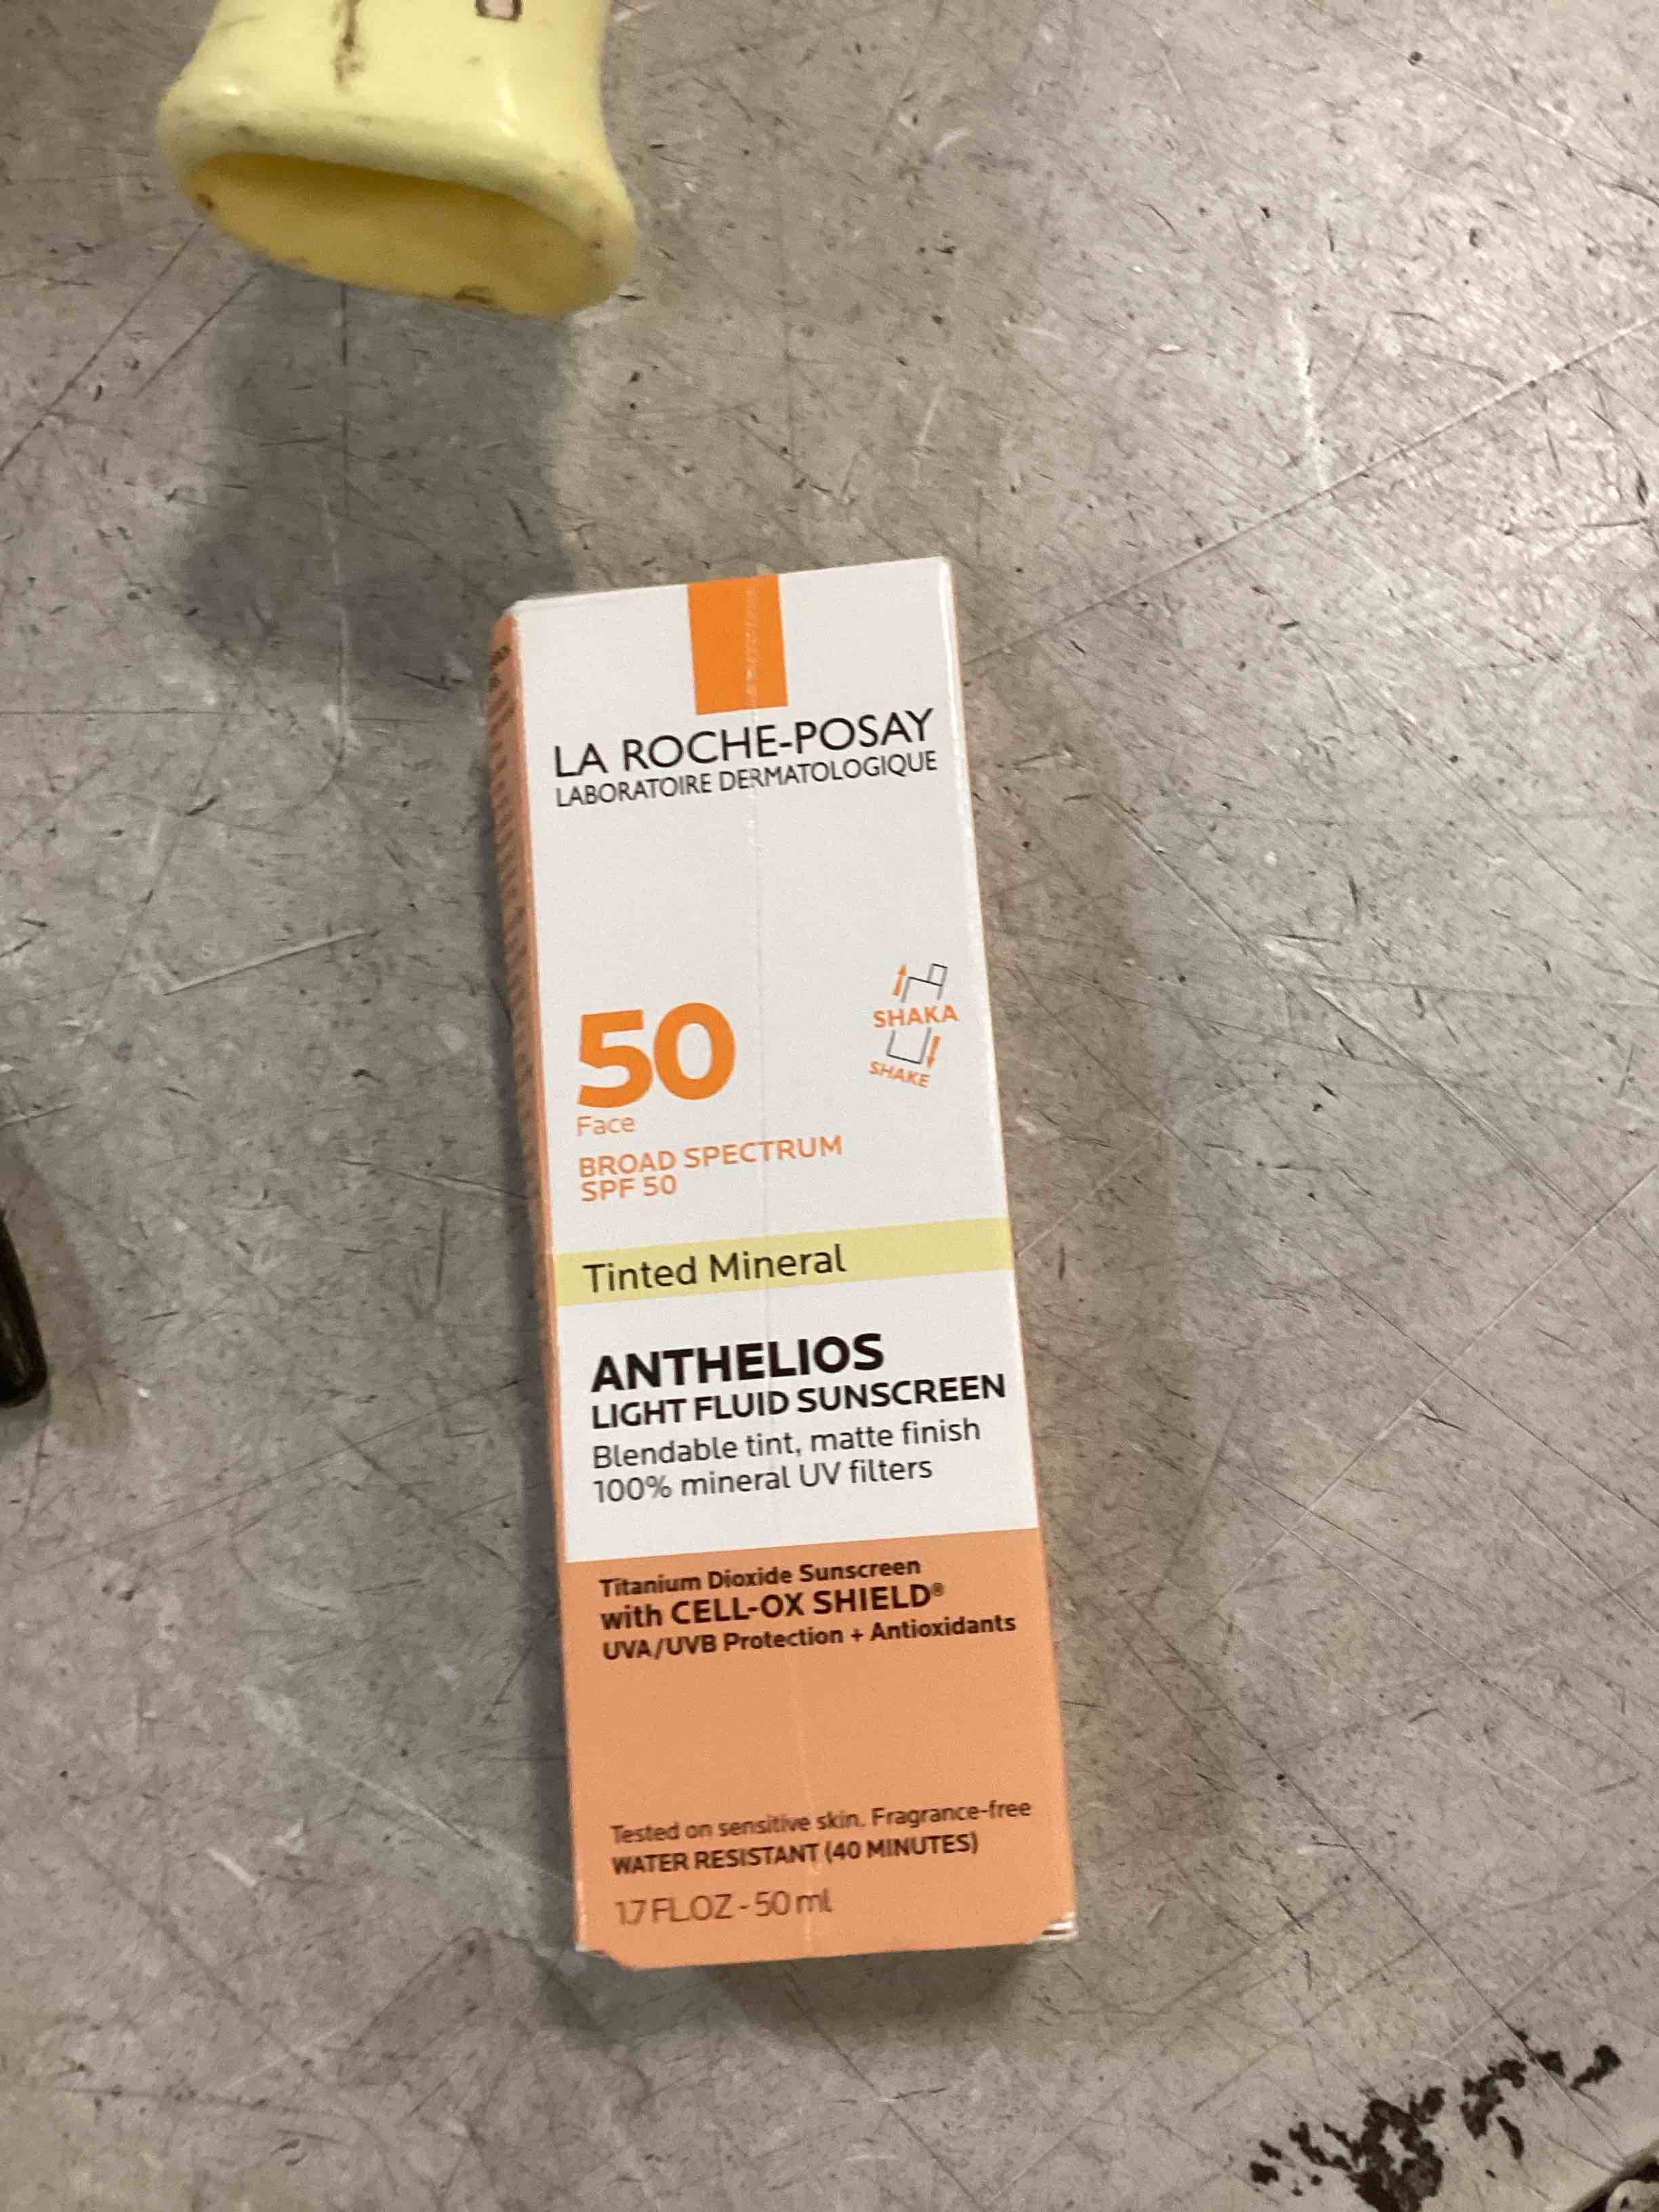 LA ROCHE-POSAY
LABORATOIRE DERMATOLOGIQUE
SHAKA
SHAKE
50
Face
BROAD SPECTRUM
SPF 50
Tinted Mineral
ANTHELIOS
LIGHT FLUID SUNSCREEN
Blendable tint, matte finish
100% mineral UV filters
Titanium Dioxide Sunscreen
with CELL-OX SHIELD®
UVA/UVB Protection + Antioxidants
Tested on sensitive skin. Fragrance-free
WATER RESISTANT (40 MINUTES)
1.7 FL.OZ - 50 ml